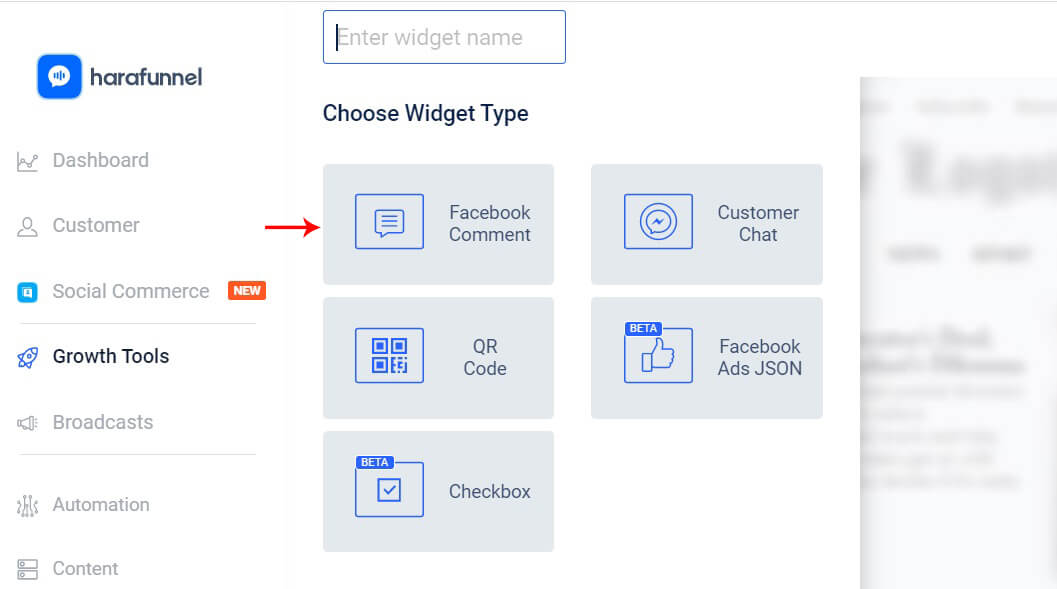 Enter widget name
harafunnel
Choose Widget Type
Dashboard
Customer
Social Commerce NEW
Growth Tools
Broadcasts
Automation
Content
Facebook
Comment
Customer
Chat
QR
Code
BETA
Facebook
Ads JSON
BETA
Checkbox